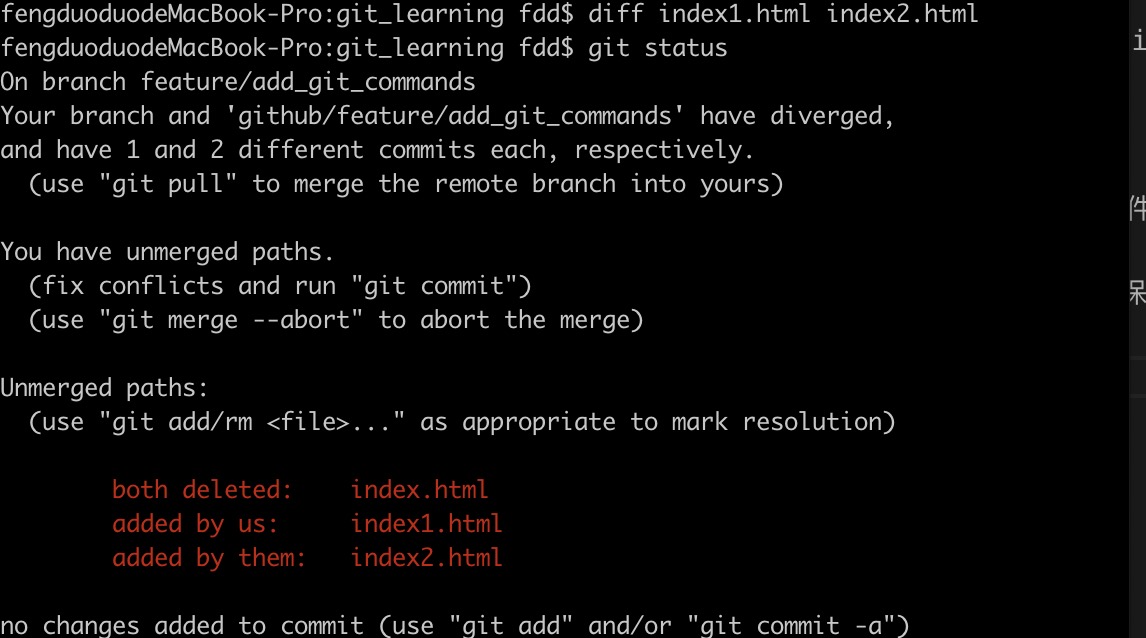 fengduoduodeMacBook-Pro:git_learning fdd$ diff index1.html index2.html
fengduoduodeMacBook-Pro:git_learning fdd$ git status
On branch feature/add_git_commands
Your branch and 'github/feature/add_git_commands' have diverged,
and have 1 and 2 different commits each, respectively.
  (use "git pull" to merge the remote branch into yours)
You have unmerged paths.
  (fix conflicts and run "git commit")
  (use "git merge --abort" to abort the merge)
Unmerged paths:
  (use "git add/rm <file>..." as appropriate to mark resolution)
both deleted:    index.html
added by us:     index1.html
added by them:   index2.html
no changes added to commit (use "git add" and/or "git commit -a")
件